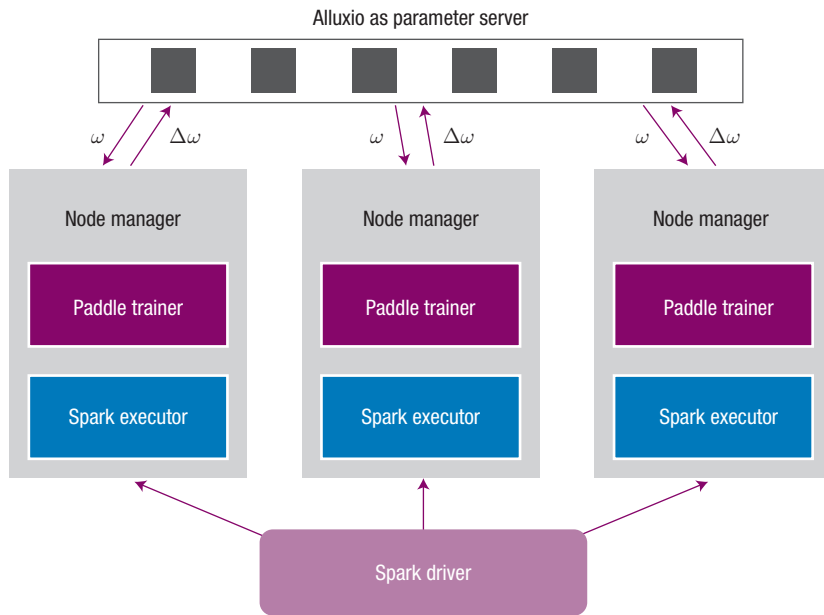 Alluxio as parameter server
ω Δω ω Δω ω Δω
Node manager Node manager Node manager
Paddle trainer Paddle trainer Paddle trainer
Spark executor Spark executor Spark executor
Spark driver